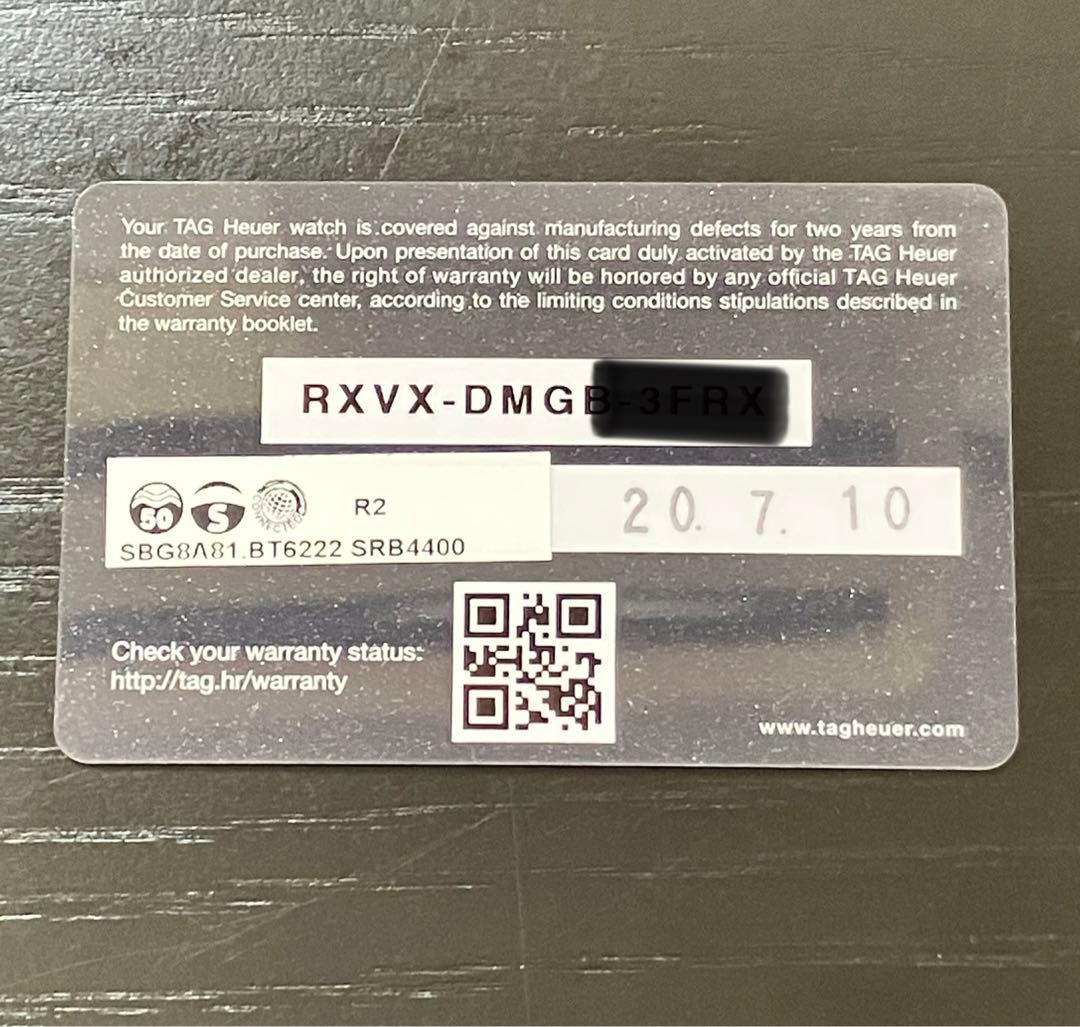 Your TAG Heuer watch is covered against manufacturing defects for two years from
the date of purchase. Upon presentation of this card duly activated by the TAG Heuer
authorized dealer, the right of warranty will be honored by any official TAG Heuer
Customer Service center, according to the limiting conditions stipulations described in
the warranty booklet.
RXVX-DMGB-3FRX
50 S CONNECTED R2
SBG8A81.BT6222 SRB4400
20. 7. 10
Check your warranty status:
http://tag.hr/warranty
www.tagheuer.com